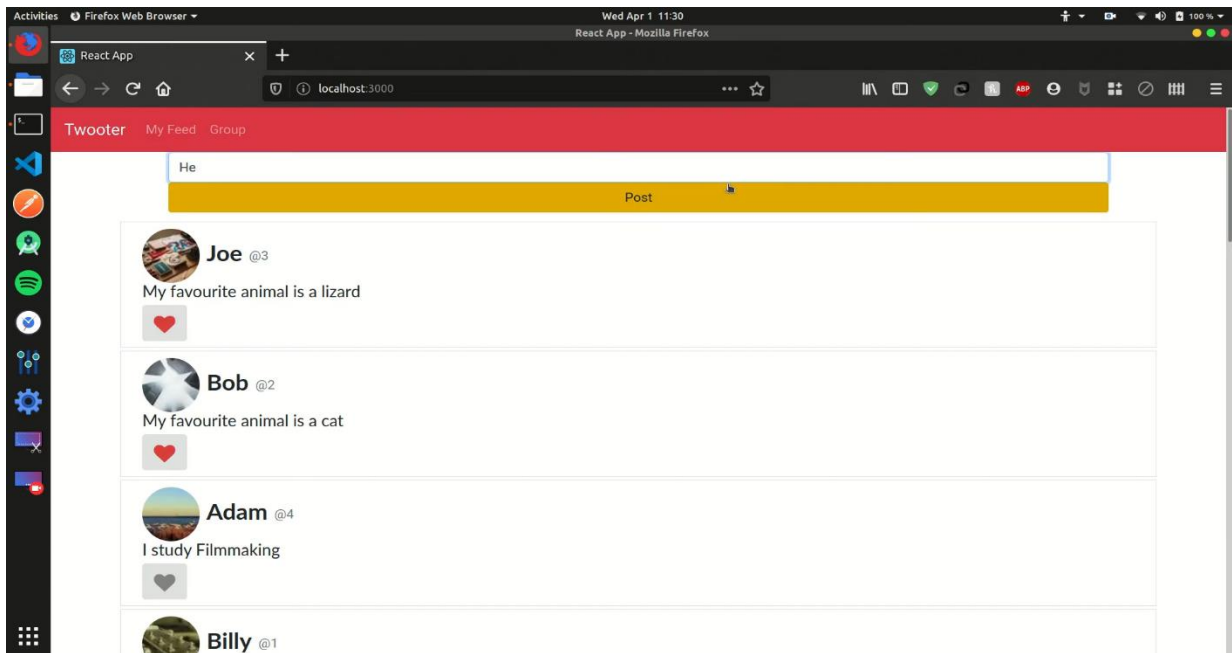 Activities Firefox Web Browser Wed Apr 1 11:30 100 %
React App - Mozilla Firefox
React App
localhost:3000 ABP
Twooter My Feed Group
He
Post
Joe @3
My favourite animal is a lizard
Bob @2
My favourite animal is a cat
Adam @4
I study Filmmaking
Billy @1